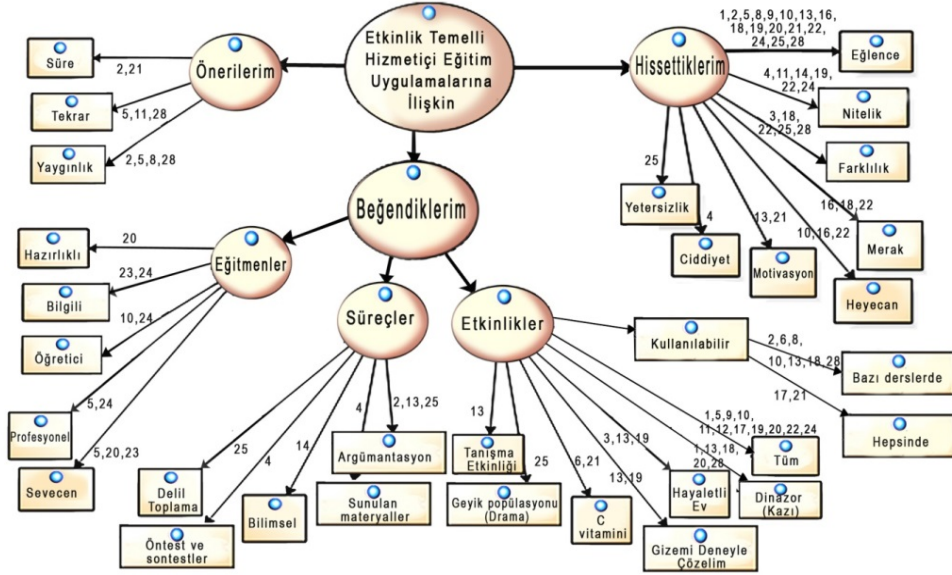 Etkinlik Temelli
Hizmetiçi Eğitim
Uygulamalarına
İlişkin
Önerilerim
Süre
2,21
Tekrar
5,11,28
Yaygınlık
2,5,8,28
Hissettiklerim
1,2,5,8,9,10,13,16,
18,19,20,21,22,
24,25,28
Eğlence
4,11,14,19,
22,24
Nitelik
3,18,
22,25,28
Farklılık
16,18,22
Merak
10,16,22
Heyecan
13,21
Motivasyon
4
Ciddiyet
25
Yetersizlik
Beğendiklerim
Eğitmenler
20
Hazırlıklı
23,24
Bilgili
10,24
Öğretici
5,24
Profesyonel
5,20,23
Sevecen
Süreçler
25
Delil
Toplama
4
Öntest ve
sontestler
14
Bilimsel
4
Sunulan
materyaller
2,13,25
Argümantasyon
Etkinlikler
13
Tanışma
Etkinliği
25
Geyik popülasyonu
(Drama)
6,21
C
vitamini
13,19
Gizemi Deneyle
Çözelim
3,13,19
Hayaletli
Ev
1,13,18,
20,28
Dinazor
(Kazı)
1,5,9,10,
11,12,17,19,20,22,24
Tüm
Kullanılabilir
2,6,8,
10,13,18,28
Bazı derslerde
17,21
Hepsinde